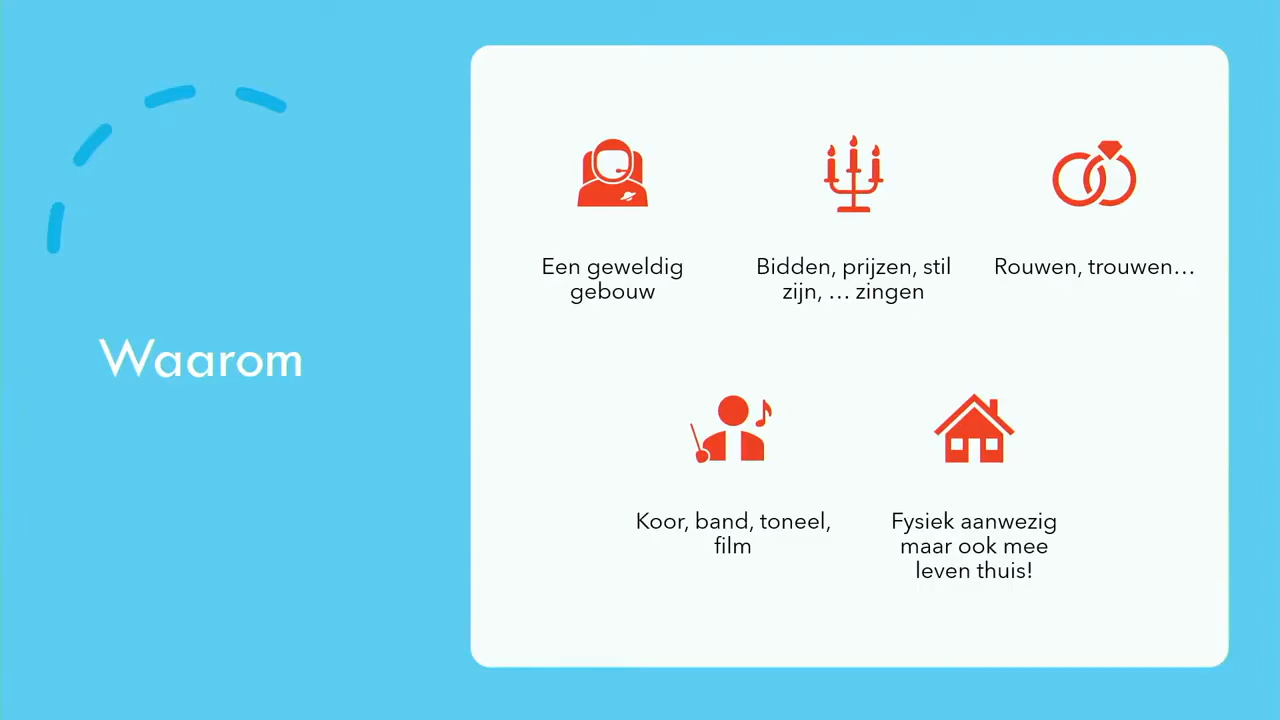 Waarom
Een geweldig
gebouw
Bidden, prijzen, stil
zijn, … zingen
Rouwen, trouwen…
Koor, band, toneel,
film
Fysiek aanwezig
maar ook mee
leven thuis!